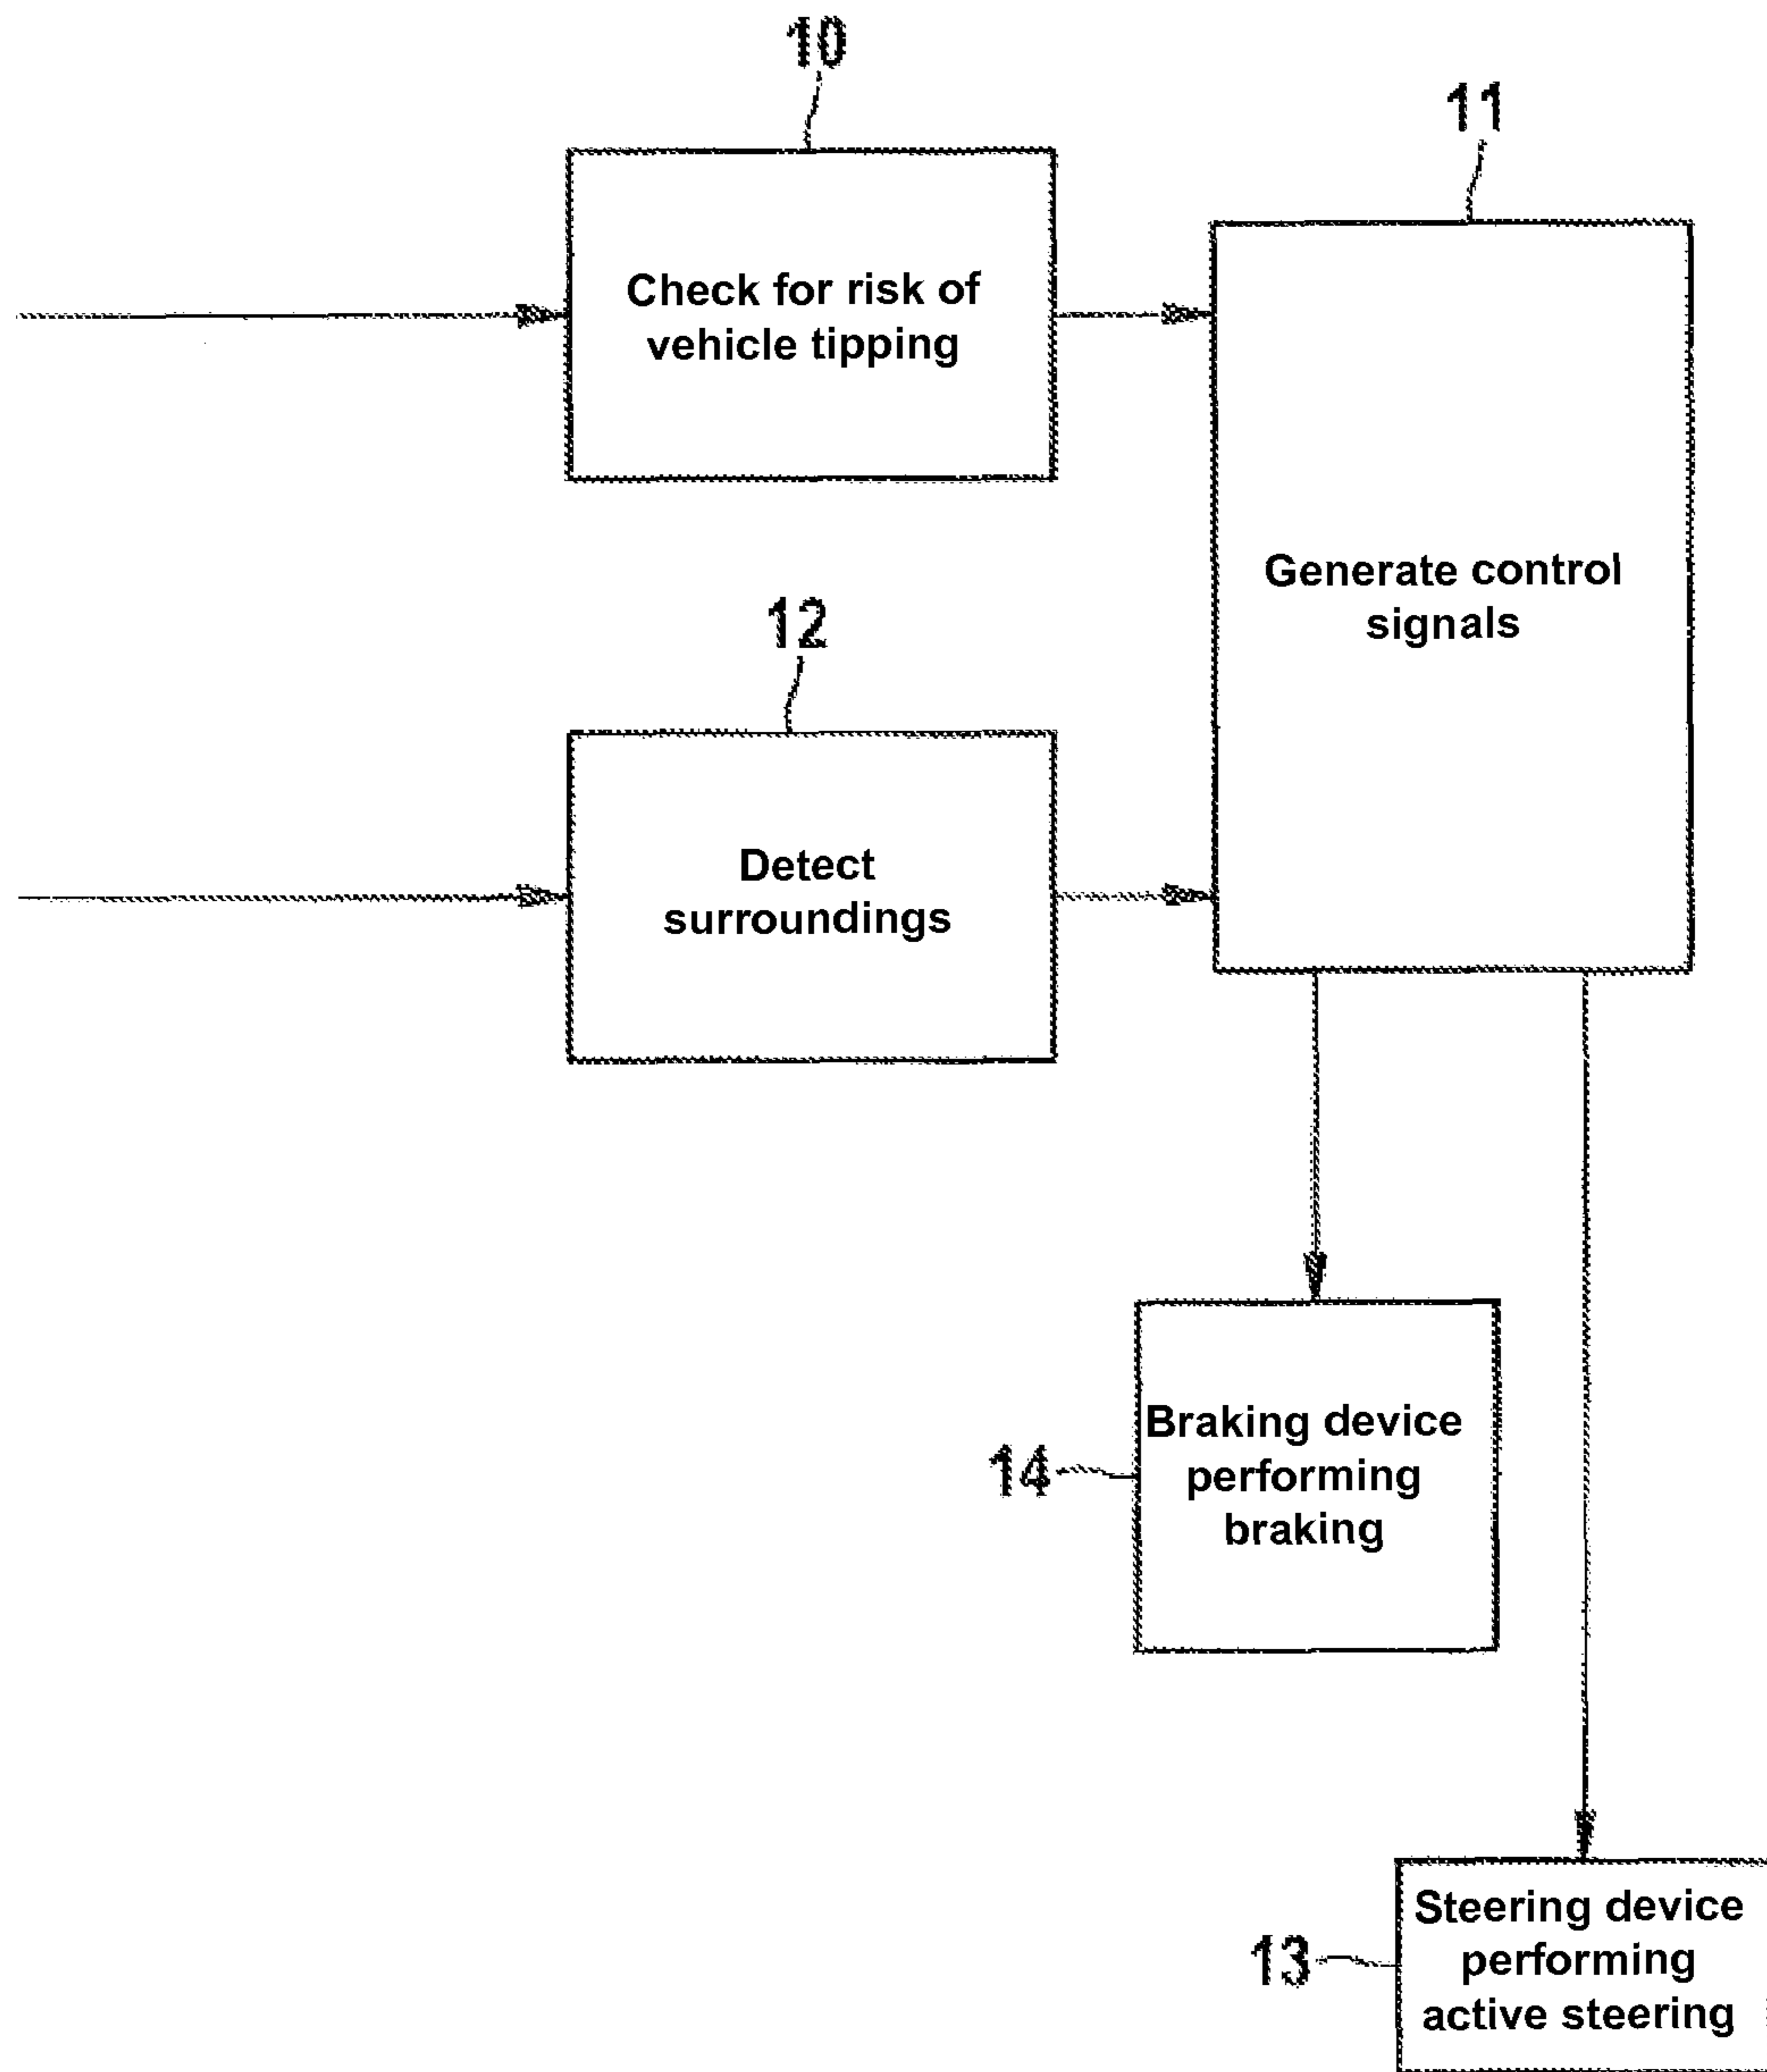 10
11
Check for risk of
vehicle tipping
Generate control
signals
12
Detect
surroundings
Braking device
performing
braking
14
Steering device
performing
active steering
13